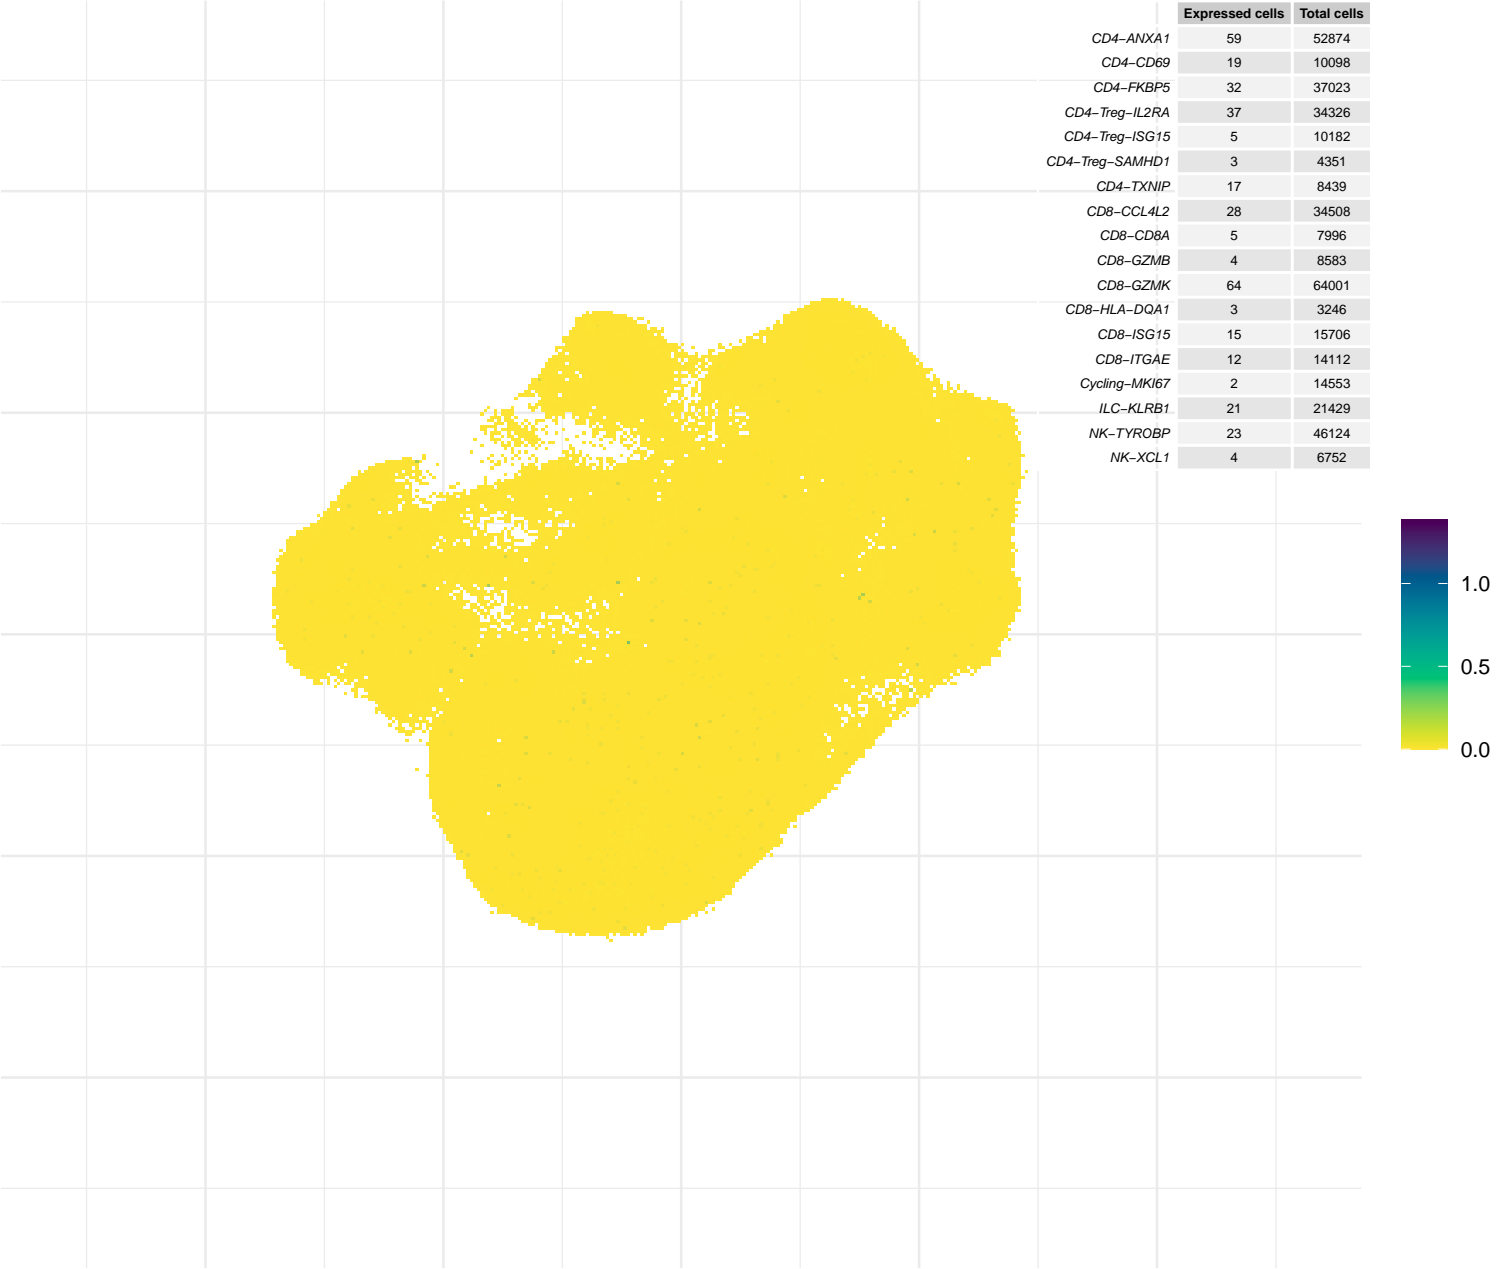 Expressed cells Total cells
CD4−ANXA1 59 52874
CD4−CD69 19 10098
CD4−FKBP5 32 37023
CD4−Treg−IL2RA 37 34326
CD4−Treg−ISG15 5 10182
CD4−Treg−SAMHD1 3 4351
CD4−TXNIP 17 8439
CD8−CCL4L2 28 34508
CD8−CD8A 5 7996
CD8−GZMB 4 8583
CD8−GZMK 64 64001
CD8−HLA−DQA1 3 3246
CD8−ISG15 15 15706
CD8−ITGAE 12 14112
Cycling−MKI67 2 14553
ILC−KLRB1 21 21429
NK−TYROBP 23 46124
NK−XCL1 4 6752
1.0
0.5
0.0